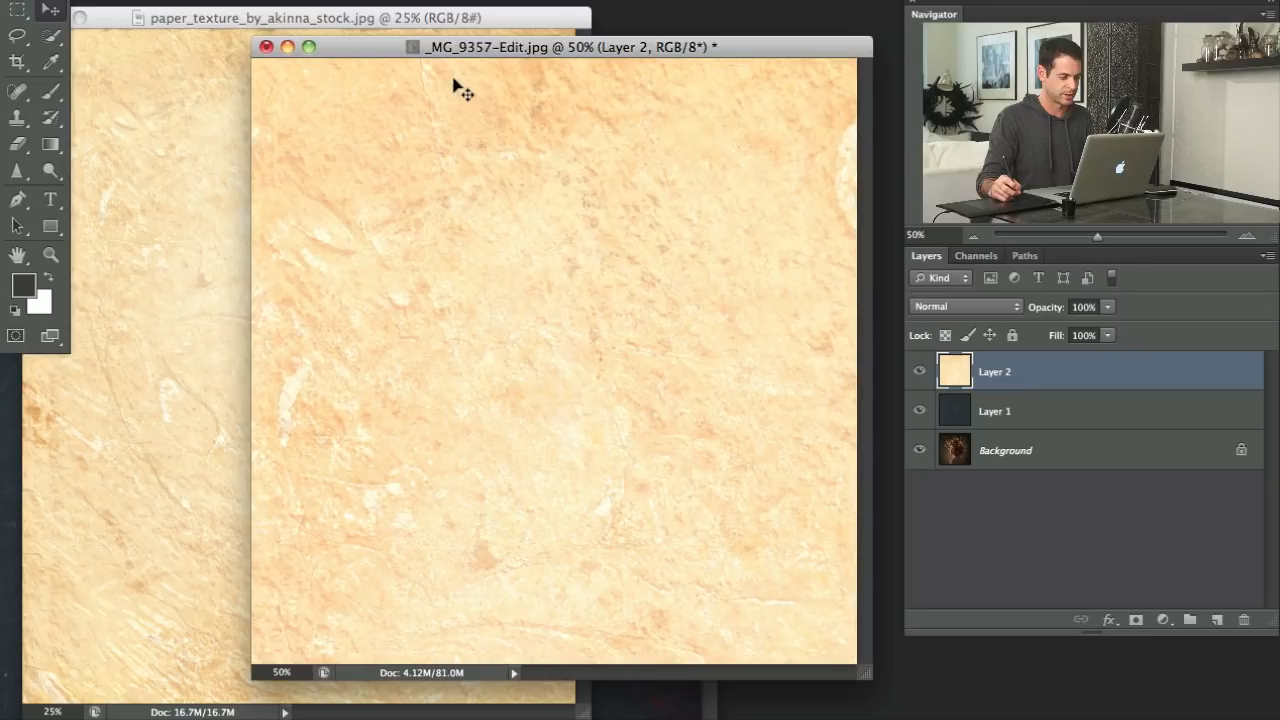 paper_texture_by_akinna_stock.jpg @ 25% (RGB/8#)
_MG_9357-Edit.jpg @ 50% (Layer 2, RGB/8*) *
Navigator
50%
Layers Channels Paths
Kind
Normal Opacity: 100%
Lock: Fill: 100%
Layer 2
Layer 1
Background
50% Doc: 4.12M/81.0M
25% Doc: 16.7M/16.7M